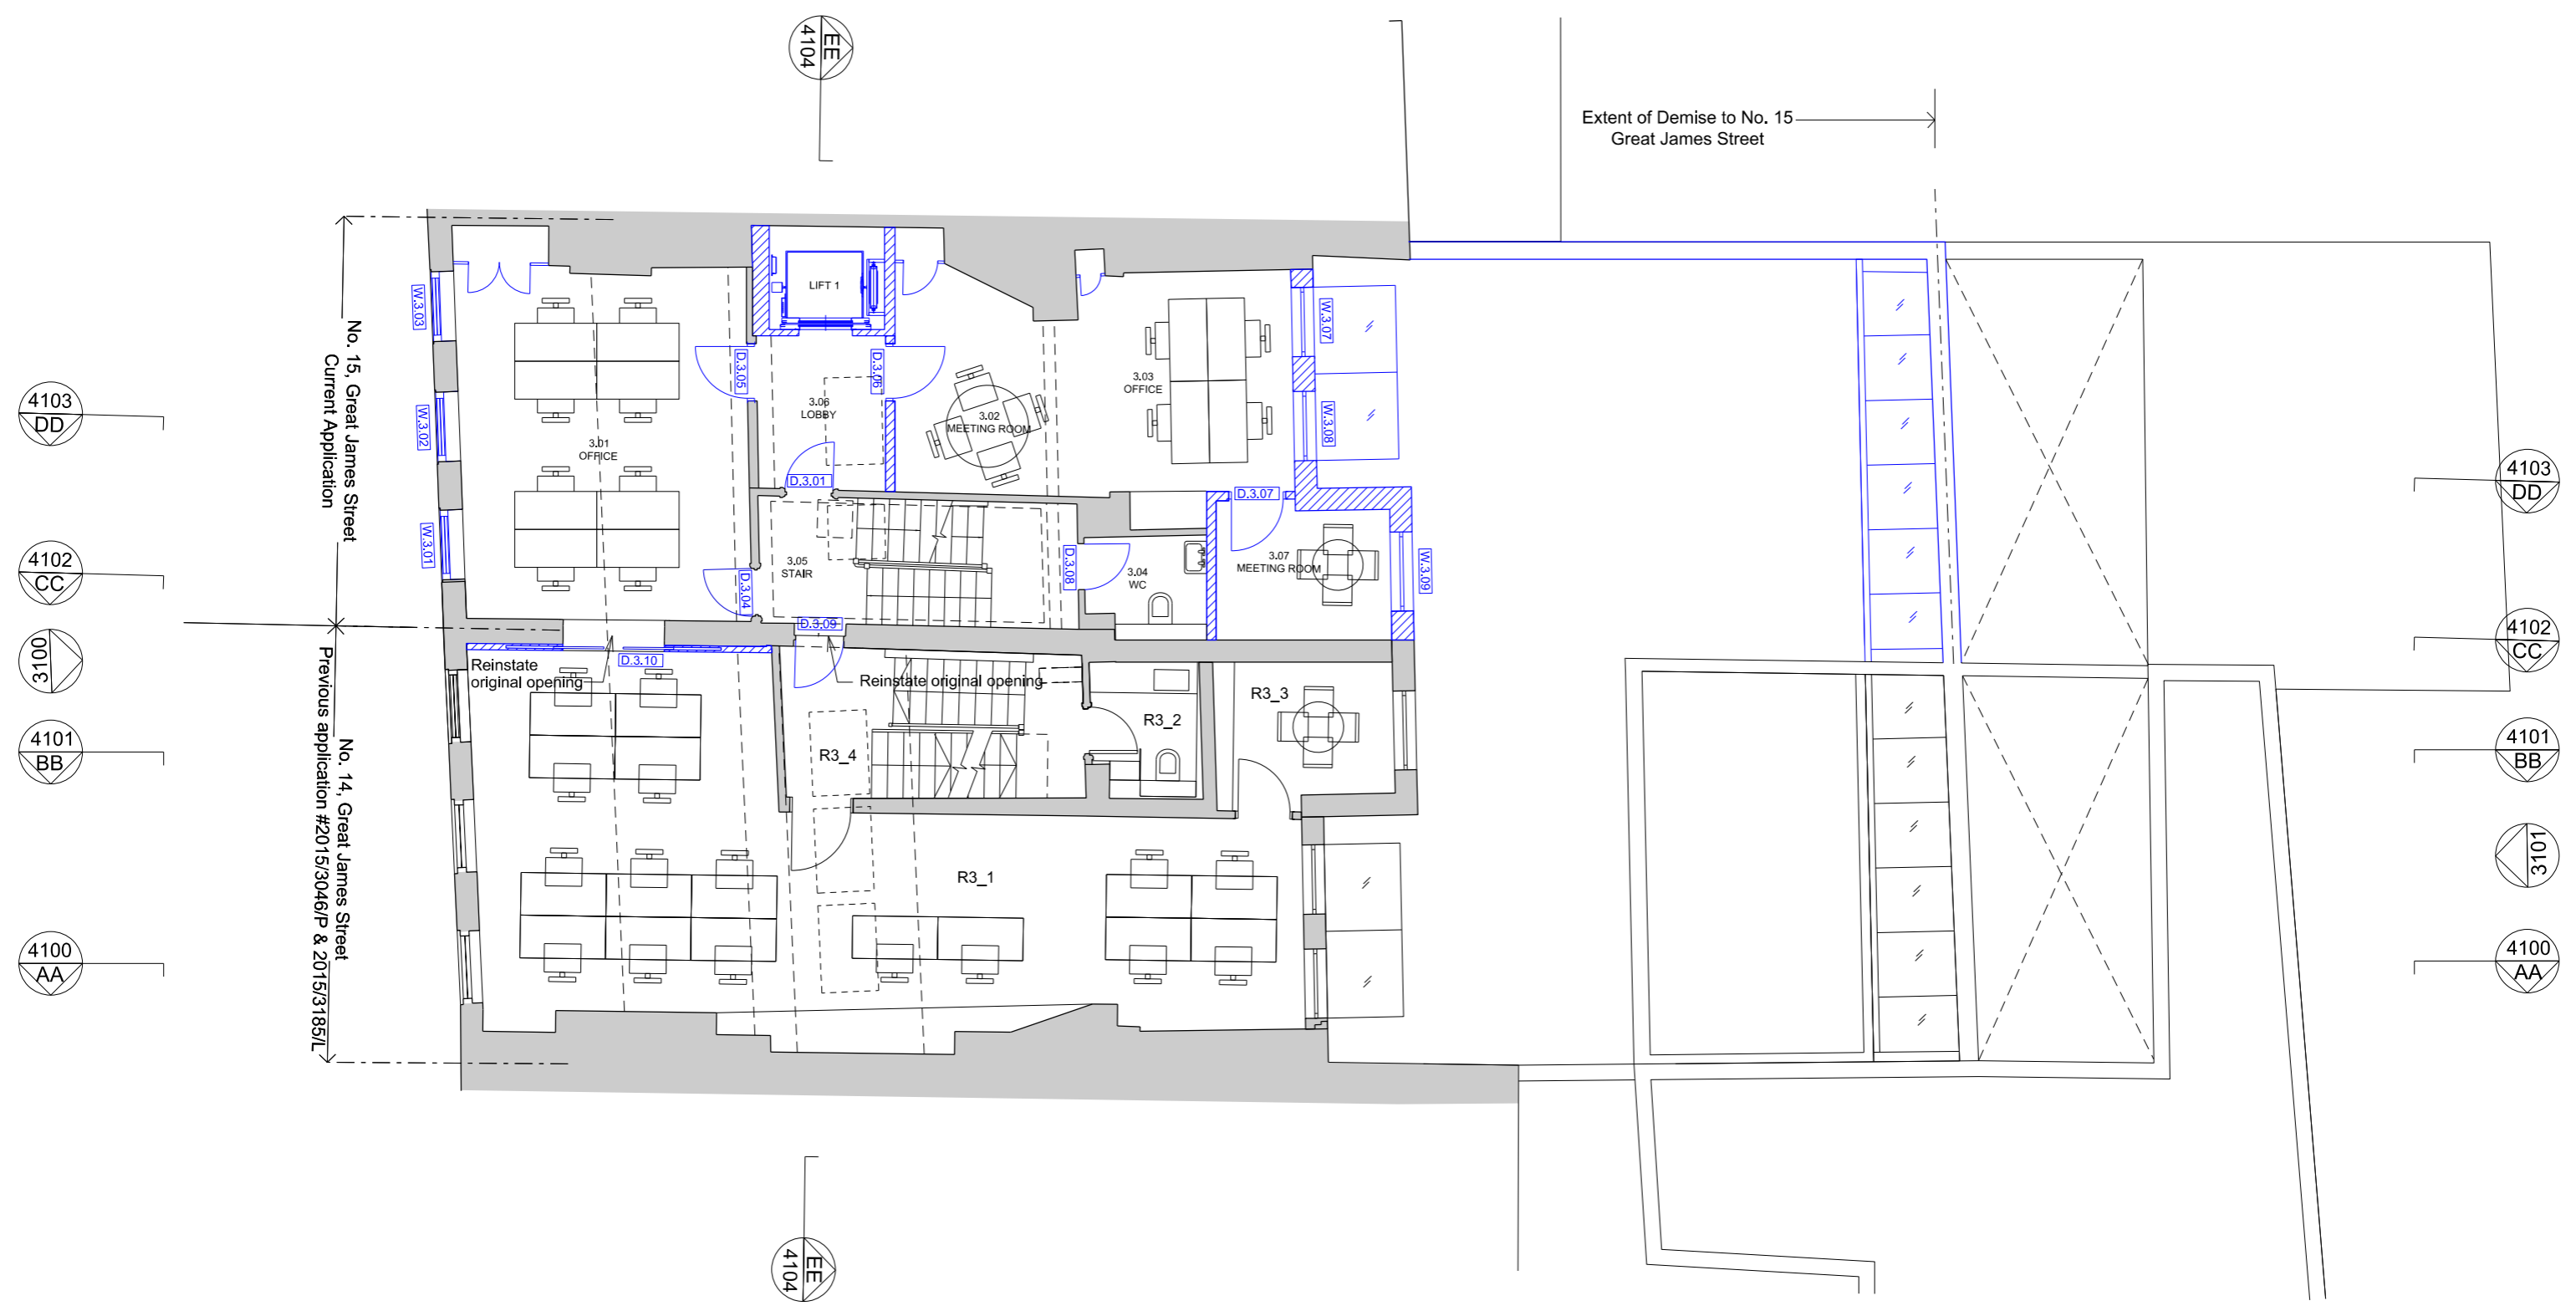 EE
4104
Extent of Demise to No. 15
Great James Street
No. 15, Great James Street
Current Application
W.3.03
W.3.02
W.3.01
LIFT 1
D.3.05
D.3.06
3.06
LOBBY
3.01
OFFICE
3.02
MEETING ROOM
3.03
OFFICE
W.3.07
W.3.08
D.3.01
D.3.07
3.05
STAIR
D.3.04
D.3.08
3.04
WC
3.07
MEETING ROOM
W.3.09
D.3.09
D.3.10
Reinstate
original opening
Reinstate original opening
No. 14, Great James Street
Previous application #2015/3046/P & 2015/3185/L
R3_4
R3_2
R3_3
R3_1
4103
DD
4102
CC
3100
4101
BB
4100
AA
4103
DD
4102
CC
4101
BB
3101
4100
AA
EE
4104